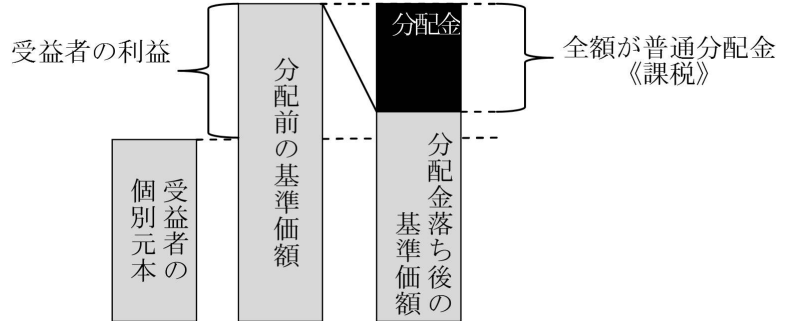 受益者の利益
分配金
全額が普通分配金
《課税》
分配前の基準価額
受益者の
個別元本
分配金落ち後の
基準価額